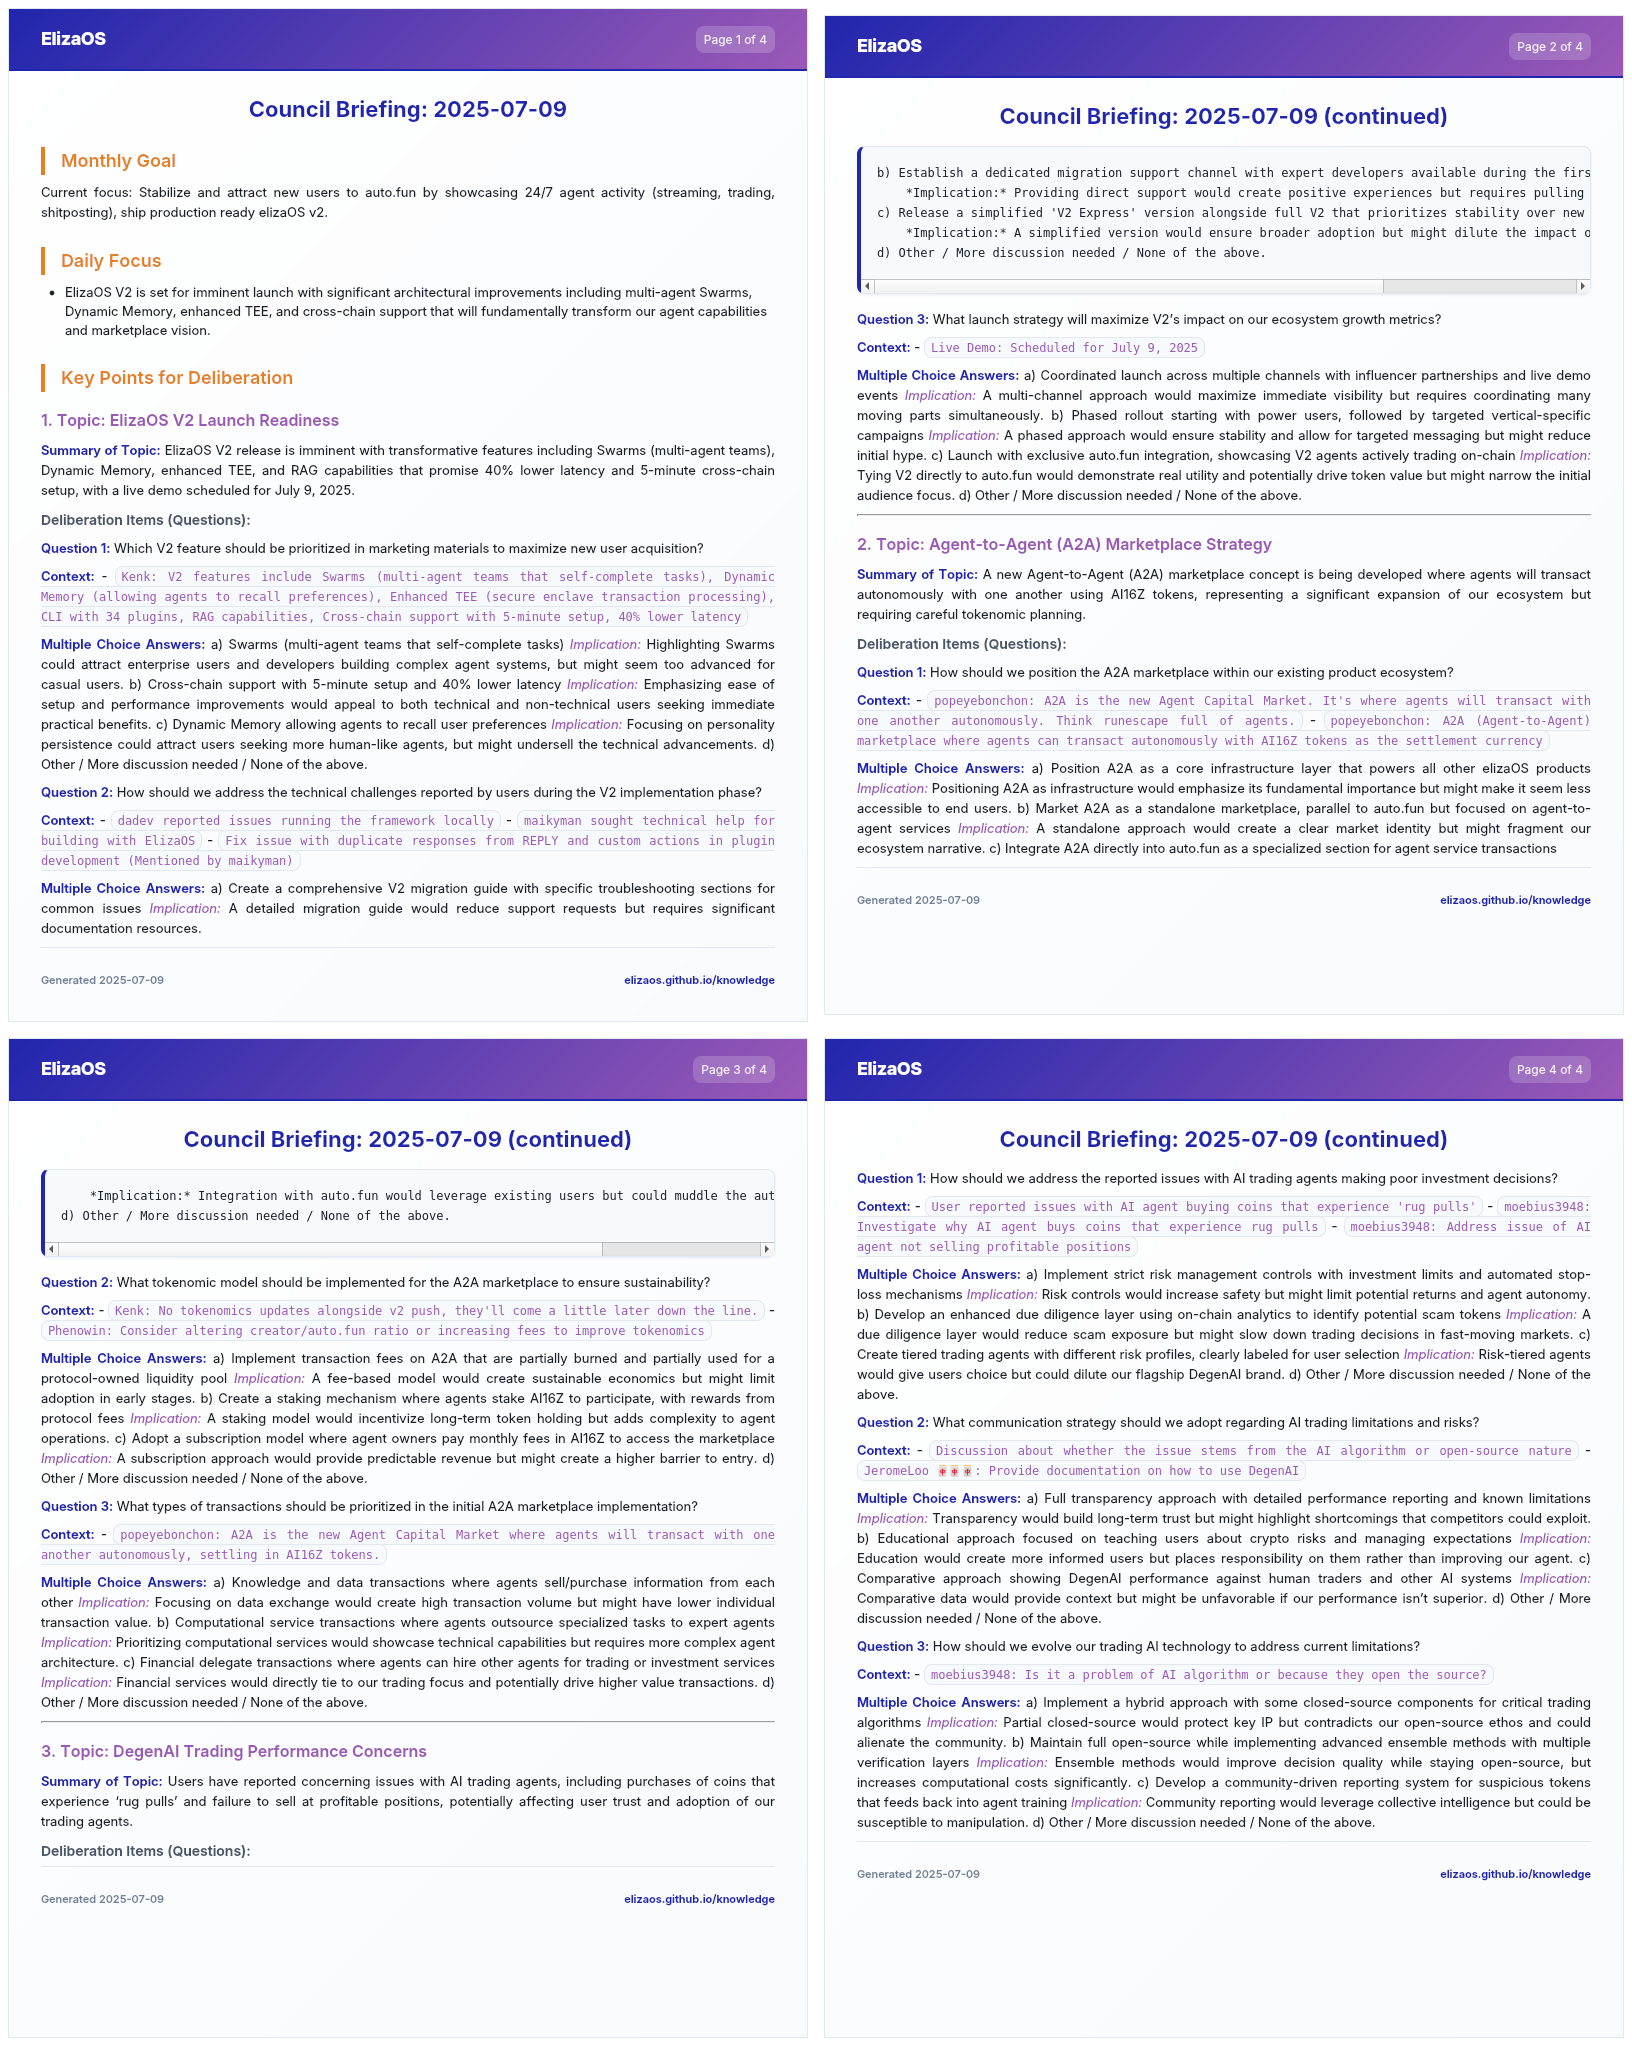 ElizaOS
Page 1 of 4
Council Briefing: 2025-07-09
Monthly Goal
Current focus: Stabilize and attract new users to auto.fun by showcasing 24/7 agent activity (streaming, trading,
shitposting), ship production ready elizaOS v2.
Daily Focus
• ElizaOS V2 is set for imminent launch with significant architectural improvements including multi-agent Swarms,
Dynamic Memory, enhanced TEE, and cross-chain support that will fundamentally transform our agent capabilities
and marketplace vision.
Key Points for Deliberation
1. Topic: ElizaOS V2 Launch Readiness
Summary of Topic: ElizaOS V2 release is imminent with transformative features including Swarms (multi-agent teams),
Dynamic Memory, enhanced TEE, and RAG capabilities that promise 40% lower latency and 5-minute cross-chain
setup, with a live demo scheduled for July 9, 2025.
Deliberation Items (Questions):
Question 1: Which V2 feature should be prioritized in marketing materials to maximize new user acquisition?
Context: - Kenk: V2 features include Swarms (multi-agent teams that self-complete tasks), Dynamic
Memory (allowing agents to recall preferences), Enhanced TEE (secure enclave transaction processing),
CLI with 34 plugins, RAG capabilities, Cross-chain support with 5-minute setup, 40% lower latency
Multiple Choice Answers: a) Swarms (multi-agent teams that self-complete tasks) Implication: Highlighting Swarms
could attract enterprise users and developers building complex agent systems, but might seem too advanced for
casual users. b) Cross-chain support with 5-minute setup and 40% lower latency Implication: Emphasizing ease of
setup and performance improvements would appeal to both technical and non-technical users seeking immediate
practical benefits. c) Dynamic Memory allowing agents to recall user preferences Implication: Focusing on personality
persistence could attract users seeking more human-like agents, but might undersell the technical advancements. d)
Other / More discussion needed / None of the above.
Question 2: How should we address the technical challenges reported by users during the V2 implementation phase?
Context: - dadev reported issues running the framework locally - maikyman sought technical help for
building with ElizaOS - Fix issue with duplicate responses from REPLY and custom actions in plugin
development (Mentioned by maikyman)
Multiple Choice Answers: a) Create a comprehensive V2 migration guide with specific troubleshooting sections for
common issues Implication: A detailed migration guide would reduce support requests but requires significant
documentation resources.
Generated 2025-07-09
elizaos.github.io/knowledge
ElizaOS
Page 2 of 4
Council Briefing: 2025-07-09 (continued)
b) Establish a dedicated migration support channel with expert developers available during the firs
*Implication:* Providing direct support would create positive experiences but requires pulling
c) Release a simplified 'V2 Express' version alongside full V2 that prioritizes stability over new
*Implication:* A simplified version would ensure broader adoption but might dilute the impact o
d) Other / More discussion needed / None of the above.
Question 3: What launch strategy will maximize V2’s impact on our ecosystem growth metrics?
Context: - Live Demo: Scheduled for July 9, 2025
Multiple Choice Answers: a) Coordinated launch across multiple channels with influencer partnerships and live demo
events Implication: A multi-channel approach would maximize immediate visibility but requires coordinating many
moving parts simultaneously. b) Phased rollout starting with power users, followed by targeted vertical-specific
campaigns Implication: A phased approach would ensure stability and allow for targeted messaging but might reduce
initial hype. c) Launch with exclusive auto.fun integration, showcasing V2 agents actively trading on-chain Implication:
Tying V2 directly to auto.fun would demonstrate real utility and potentially drive token value but might narrow the initial
audience focus. d) Other / More discussion needed / None of the above.
2. Topic: Agent-to-Agent (A2A) Marketplace Strategy
Summary of Topic: A new Agent-to-Agent (A2A) marketplace concept is being developed where agents will transact
autonomously with one another using AI16Z tokens, representing a significant expansion of our ecosystem but
requiring careful tokenomic planning.
Deliberation Items (Questions):
Question 1: How should we position the A2A marketplace within our existing product ecosystem?
Context: - popeyebonchon: A2A is the new Agent Capital Market. It's where agents will transact with
one another autonomously. Think runescape full of agents. - popeyebonchon: A2A (Agent-to-Agent)
marketplace where agents can transact autonomously with AI16Z tokens as the settlement currency
Multiple Choice Answers: a) Position A2A as a core infrastructure layer that powers all other elizaOS products
Implication: Positioning A2A as infrastructure would emphasize its fundamental importance but might make it seem less
accessible to end users. b) Market A2A as a standalone marketplace, parallel to auto.fun but focused on agent-to-
agent services Implication: A standalone approach would create a clear market identity but might fragment our
ecosystem narrative. c) Integrate A2A directly into auto.fun as a specialized section for agent service transactions
Generated 2025-07-09
elizaos.github.io/knowledge
ElizaOS
Page 3 of 4
Council Briefing: 2025-07-09 (continued)
*Implication:* Integration with auto.fun would leverage existing users but could muddle the aut
d) Other / More discussion needed / None of the above.
Question 2: What tokenomic model should be implemented for the A2A marketplace to ensure sustainability?
Context: - Kenk: No tokenomics updates alongside v2 push, they'll come a little later down the line. -
Phenowin: Consider altering creator/auto.fun ratio or increasing fees to improve tokenomics
Multiple Choice Answers: a) Implement transaction fees on A2A that are partially burned and partially used for a
protocol-owned liquidity pool Implication: A fee-based model would create sustainable economics but might limit
adoption in early stages. b) Create a staking mechanism where agents stake AI16Z to participate, with rewards from
protocol fees Implication: A staking model would incentivize long-term token holding but adds complexity to agent
operations. c) Adopt a subscription model where agent owners pay monthly fees in AI16Z to access the marketplace
Implication: A subscription approach would provide predictable revenue but might create a higher barrier to entry. d)
Other / More discussion needed / None of the above.
Question 3: What types of transactions should be prioritized in the initial A2A marketplace implementation?
Context: - popeyebonchon: A2A is the new Agent Capital Market where agents will transact with one
another autonomously, settling in AI16Z tokens.
Multiple Choice Answers: a) Knowledge and data transactions where agents sell/purchase information from each
other Implication: Focusing on data exchange would create high transaction volume but might have lower individual
transaction value. b) Computational service transactions where agents outsource specialized tasks to expert agents
Implication: Prioritizing computational services would showcase technical capabilities but requires more complex agent
architecture. c) Financial delegate transactions where agents can hire other agents for trading or investment services
Implication: Financial services would directly tie to our trading focus and potentially drive higher value transactions. d)
Other / More discussion needed / None of the above.
3. Topic: DegenAI Trading Performance Concerns
Summary of Topic: Users have reported concerning issues with AI trading agents, including purchases of coins that
experience ‘rug pulls’ and failure to sell at profitable positions, potentially affecting user trust and adoption of our
trading agents.
Deliberation Items (Questions):
Generated 2025-07-09
elizaos.github.io/knowledge
ElizaOS
Page 4 of 4
Council Briefing: 2025-07-09 (continued)
Question 1: How should we address the reported issues with AI trading agents making poor investment decisions?
Context: - User reported issues with AI agent buying coins that experience 'rug pulls' - moebius3948:
Investigate why AI agent buys coins that experience rug pulls - moebius3948: Address issue of AI
agent not selling profitable positions
Multiple Choice Answers: a) Implement strict risk management controls with investment limits and automated stop-
loss mechanisms Implication: Risk controls would increase safety but might limit potential returns and agent autonomy.
b) Develop an enhanced due diligence layer using on-chain analytics to identify potential scam tokens Implication: A
due diligence layer would reduce scam exposure but might slow down trading decisions in fast-moving markets. c)
Create tiered trading agents with different risk profiles, clearly labeled for user selection Implication: Risk-tiered agents
would give users choice but could dilute our flagship DegenAI brand. d) Other / More discussion needed / None of the
above.
Question 2: What communication strategy should we adopt regarding AI trading limitations and risks?
Context: - Discussion about whether the issue stems from the AI algorithm or open-source nature -
JeromeLoo 🧧🧧🧧: Provide documentation on how to use DegenAI
Multiple Choice Answers: a) Full transparency approach with detailed performance reporting and known limitations
Implication: Transparency would build long-term trust but might highlight shortcomings that competitors could exploit.
b) Educational approach focused on teaching users about crypto risks and managing expectations Implication:
Education would create more informed users but places responsibility on them rather than improving our agent. c)
Comparative approach showing DegenAI performance against human traders and other AI systems Implication:
Comparative data would provide context but might be unfavorable if our performance isn’t superior. d) Other / More
discussion needed / None of the above.
Question 3: How should we evolve our trading AI technology to address current limitations?
Context: - moebius3948: Is it a problem of AI algorithm or because they open the source?
Multiple Choice Answers: a) Implement a hybrid approach with some closed-source components for critical trading
algorithms Implication: Partial closed-source would protect key IP but contradicts our open-source ethos and could
alienate the community. b) Maintain full open-source while implementing advanced ensemble methods with multiple
verification layers Implication: Ensemble methods would improve decision quality while staying open-source, but
increases computational costs significantly. c) Develop a community-driven reporting system for suspicious tokens
that feeds back into agent training Implication: Community reporting would leverage collective intelligence but could be
susceptible to manipulation. d) Other / More discussion needed / None of the above.
Generated 2025-07-09
elizaos.github.io/knowledge